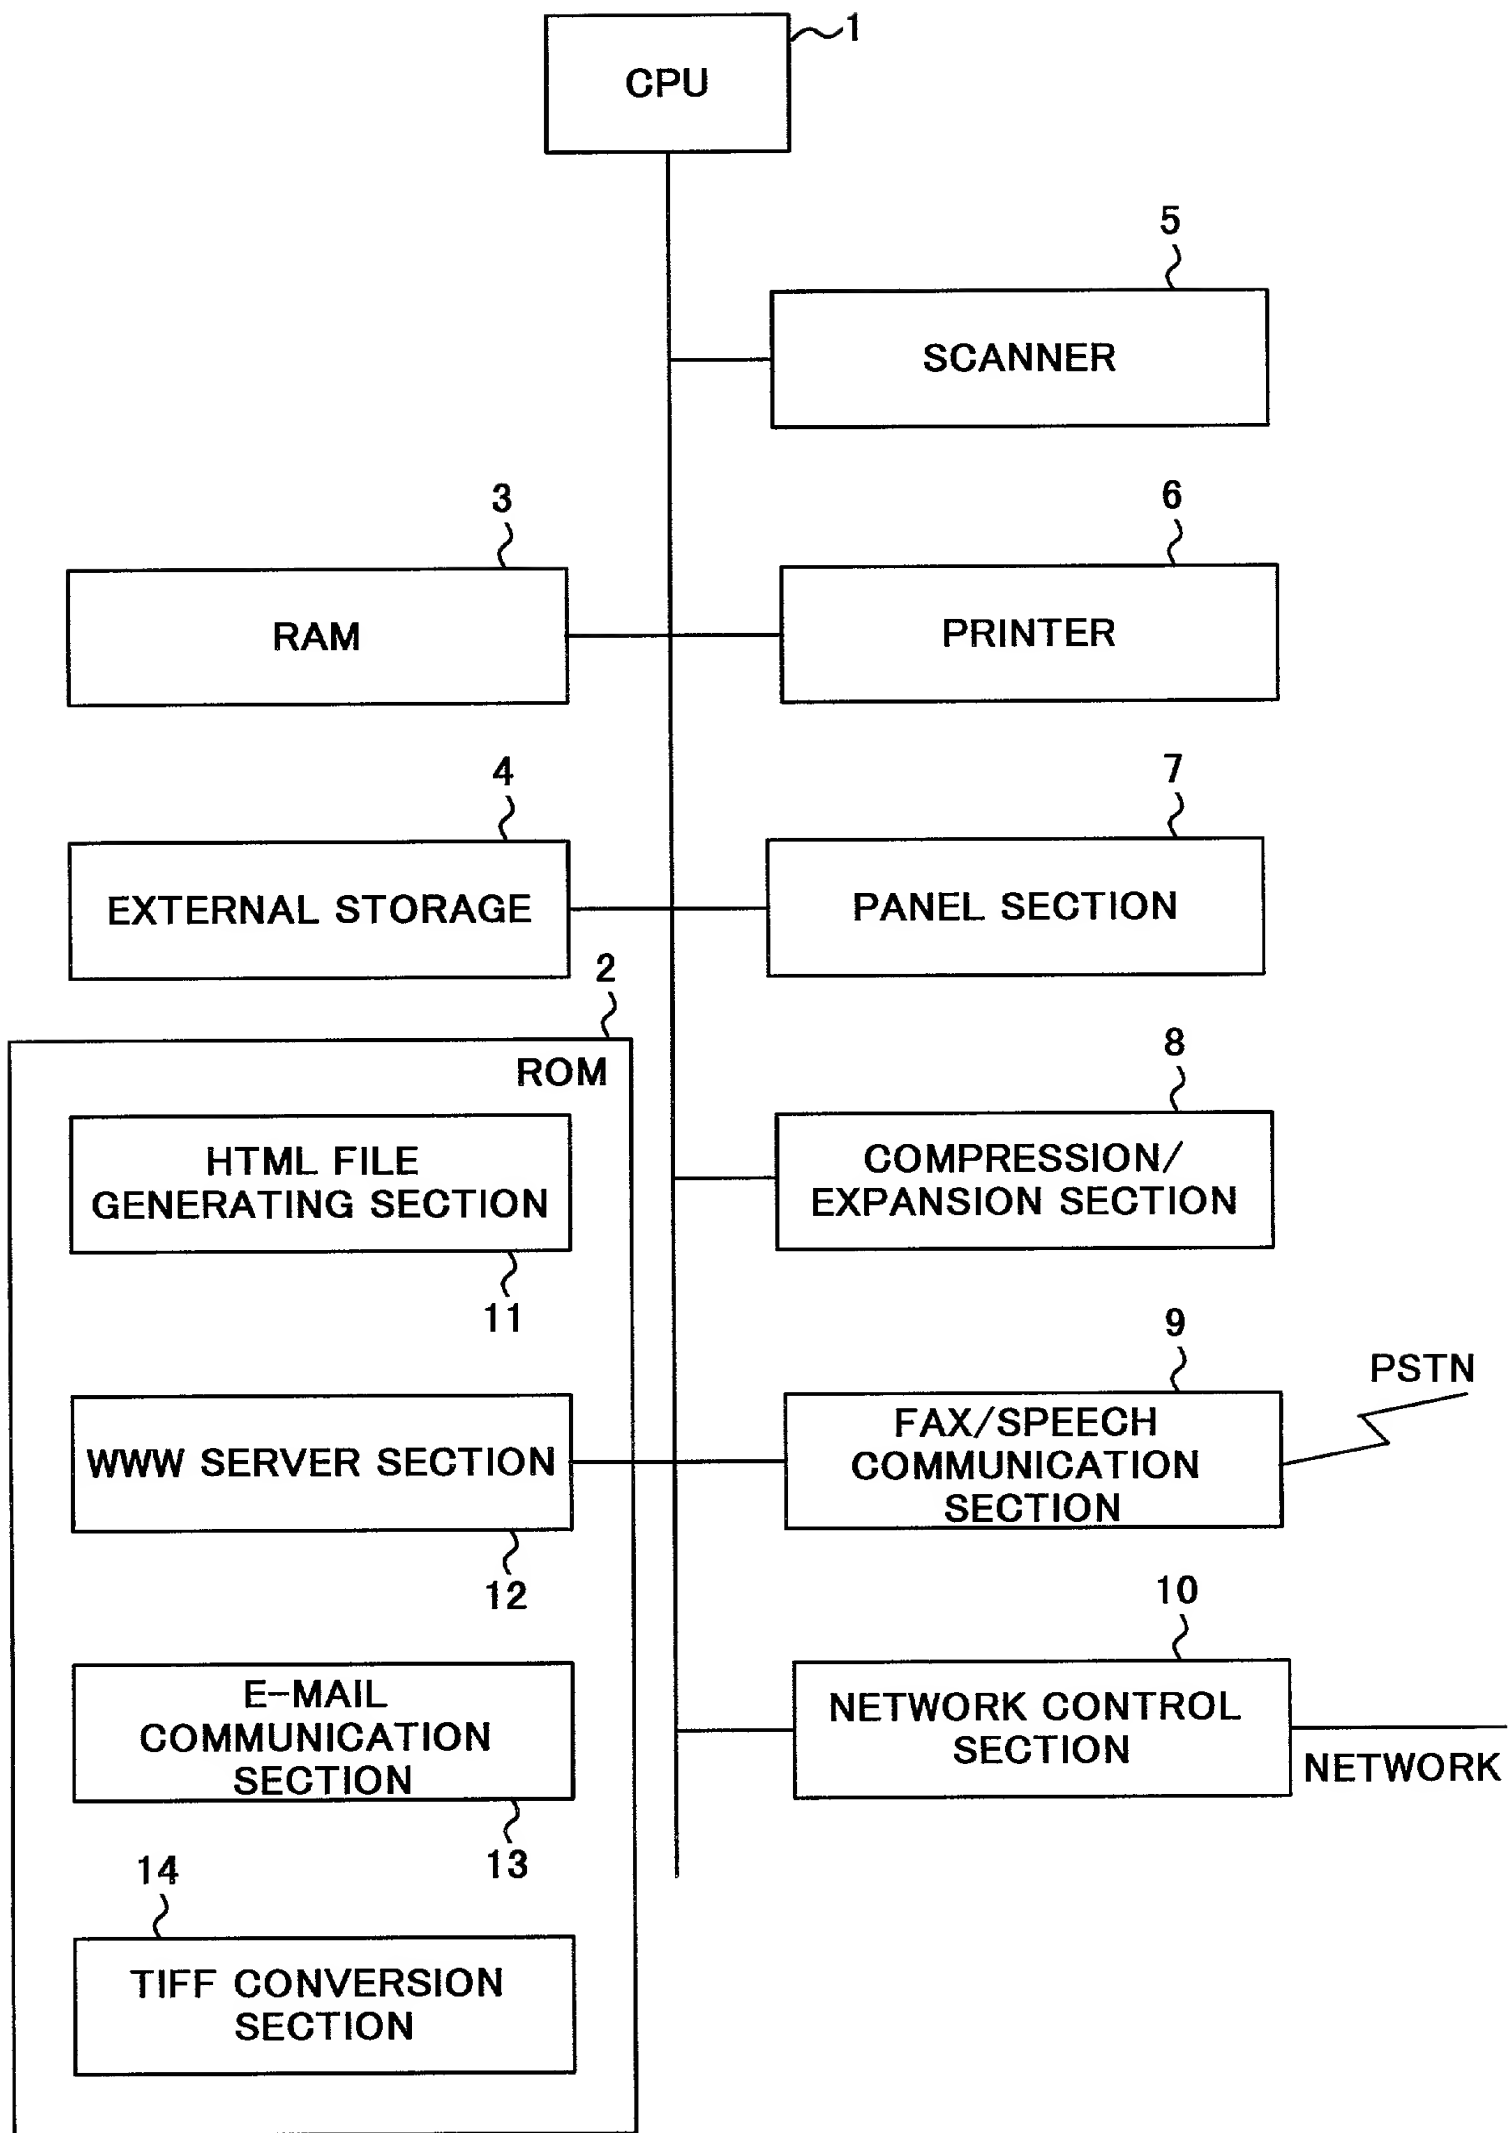 1
CPU
5
SCANNER
3
RAM
6
PRINTER
4
EXTERNAL STORAGE
7
PANEL SECTION
2
ROM
HTML FILE
GENERATING SECTION
11
8
COMPRESSION/
EXPANSION SECTION
WWW SERVER SECTION
12
9
FAX/SPEECH
COMMUNICATION
SECTION
PSTN
E-MAIL
COMMUNICATION
SECTION
13
10
NETWORK CONTROL
SECTION
NETWORK
14
TIFF CONVERSION
SECTION